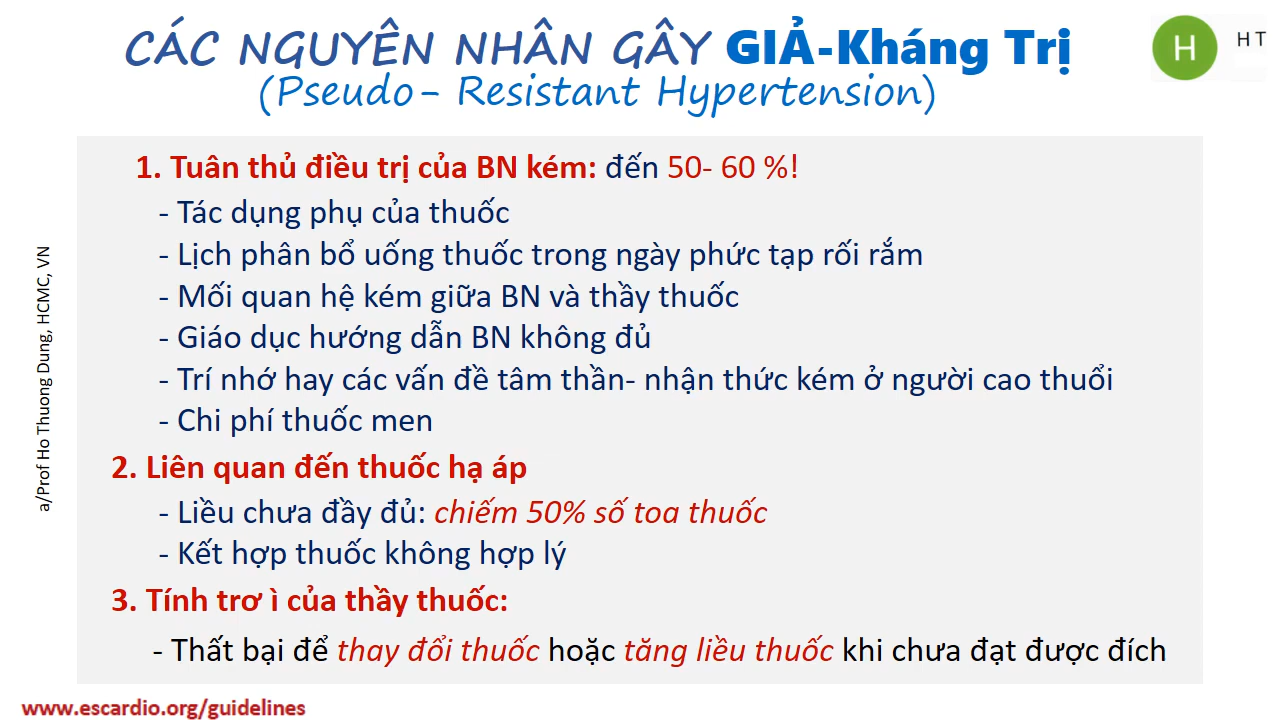 CÁC NGUYÊN NHÂN GÂY GIẢ-Kháng Trị
(Pseudo- Resistant Hypertension)
H
H T
1. Tuân thủ điều trị của BN kém: đến 50- 60 %!
- Tác dụng phụ của thuốc
- Lịch phân bổ uống thuốc trong ngày phức tạp rối rắm
- Mối quan hệ kém giữa BN và thầy thuốc
- Giáo dục hướng dẫn BN không đủ
- Trí nhớ hay các vấn đề tâm thần- nhận thức kém ở người cao thuổi
- Chi phí thuốc men
2. Liên quan đến thuốc hạ áp
- Liều chưa đầy đủ: chiếm 50% số toa thuốc
- Kết hợp thuốc không hợp lý
3. Tính trơ ì của thầy thuốc:
- Thất bại để thay đổi thuốc hoặc tăng liều thuốc khi chưa đạt được đích
a/Prof Ho Thuong Dung, HCMC, VN
www.escardio.org/guidelines